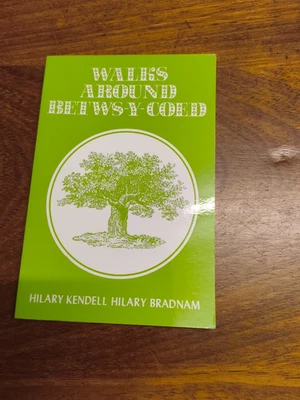 WALKS
AROUND
BETWS-Y-COED
HILARY KENDELL HILARY BRADNAM